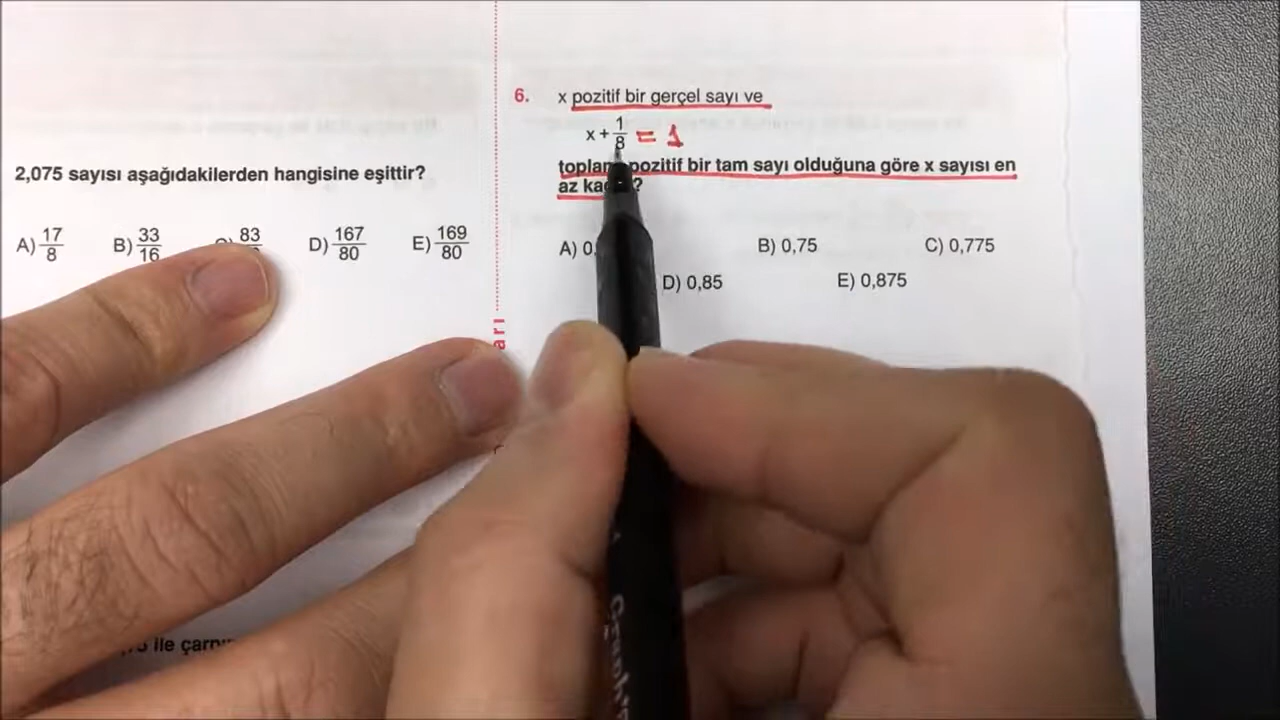 2,075 sayısı aşağıdakilerden hangisine eşittir?
A) 17/8 B) 33/16 83 D) 167/80 E) 169/80
6. x pozitif bir gerçel sayı ve
x + 1/8 = 1
pozitif bir tam sayı olduğuna göre x sayısı en
az
A) 0, B) 0,75 C) 0,775
D) 0,85 E) 0,875
ile